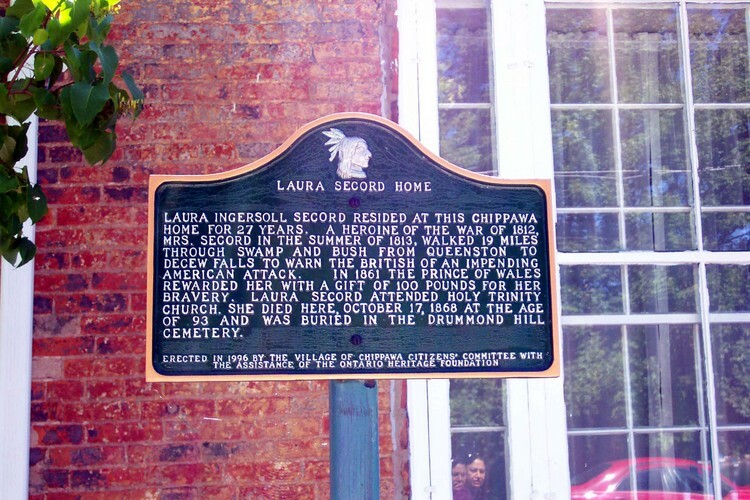 LAURA SECORD HOME
LAURA INGERSOLL SECORD RESIDED AT THIS CHIPPAWA
HOME FOR 27 YEARS. A HEROINE OF THE WAR OF 1812,
MRS. SECORD IN THE SUMMER OF 1813, WALKED 19 MILES
THROUGH SWAMP AND BUSH FROM QUEENSTON TO
DECEW FALLS TO WARN THE BRITISH OF AN IMPENDING
AMERICAN ATTACK. IN 1861 THE PRINCE OF WALES
REWARDED HER WITH A GIFT OF 100 POUNDS FOR HER
BRAVERY. LAURA SECORD ATTENDED HOLY TRINITY
CHURCH. SHE DIED HERE, OCTOBER 17, 1868 AT THE AGE
OF 93 AND WAS BURIED IN THE DRUMMOND HILL
CEMETERY.
ERECTED IN 1996 BY THE VILLAGE OF CHIPPAWA CITIZENS' COMMITTEE WITH
THE ASSISTANCE OF THE ONTARIO HERITAGE FOUNDATION